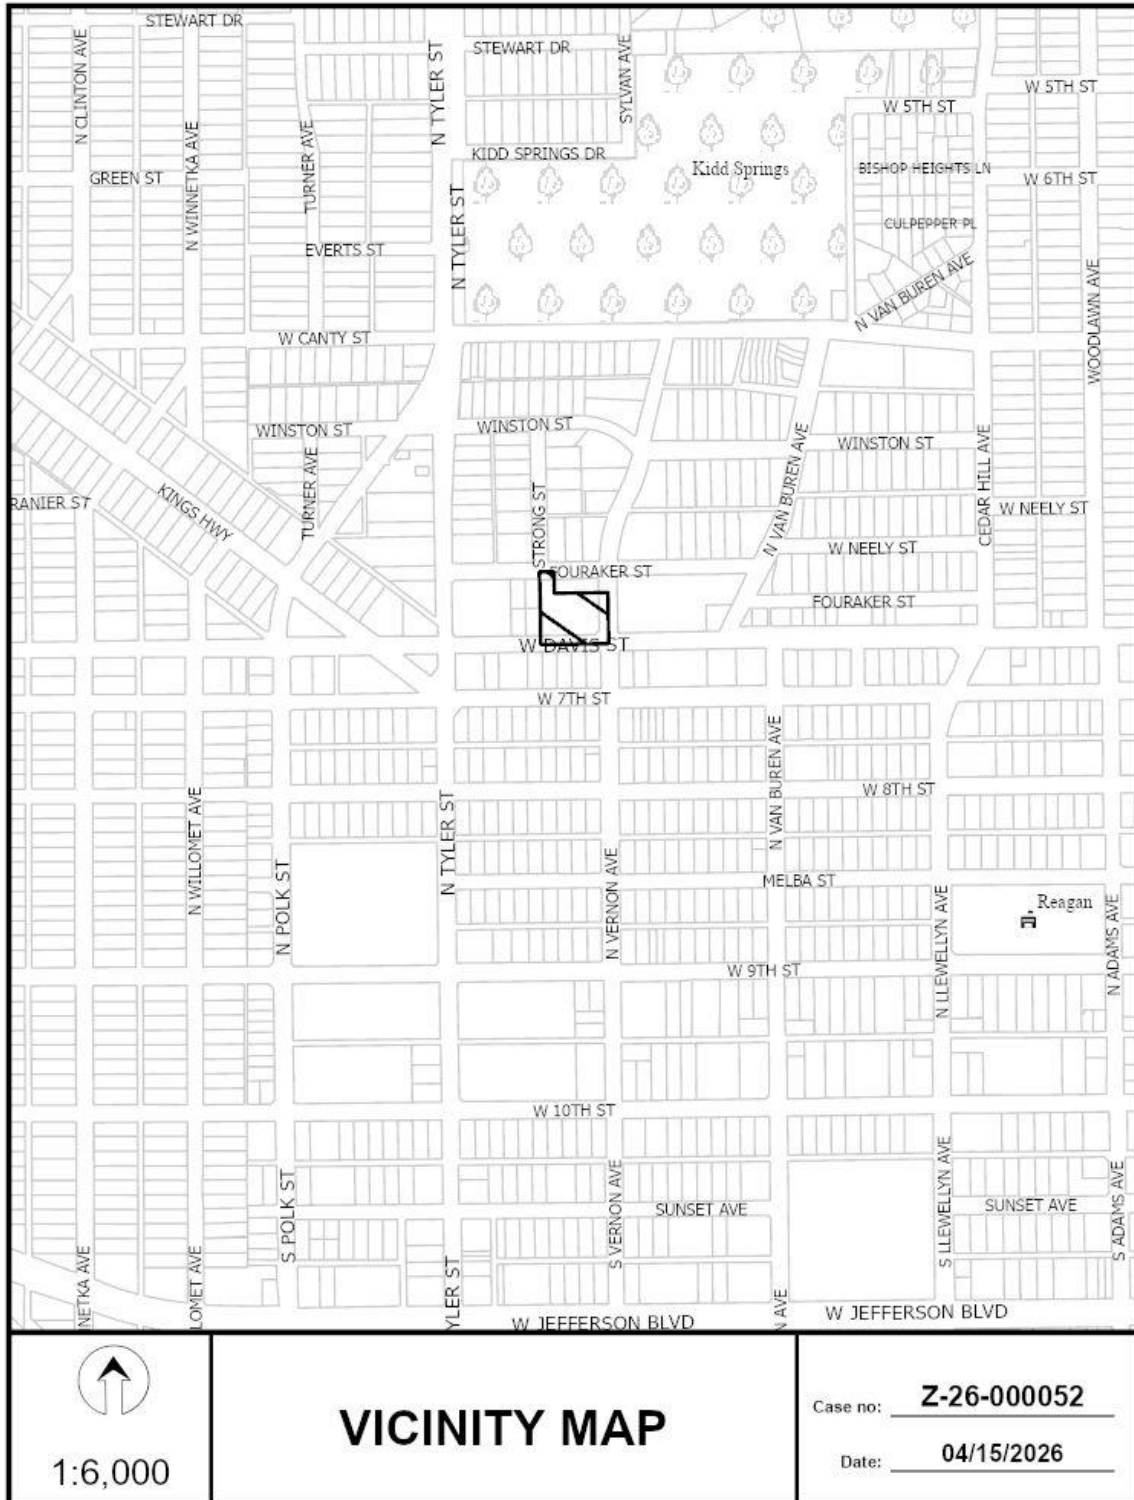 STEWART DR
STEWART DR
N CLINTON AVE
N TYLER ST
SYLVAN AVE
W 5TH ST
W 5TH ST
N WINNETKA AVE
TURNER AVE
KIDD SPRINGS DR
Kidd Springs
BISHOP HEIGHTS LN
GREEN ST
W 6TH ST
N TYLER ST
CULPEPPER PL
EVERTS ST
N VAN BUREN AVE
WOODLAWN AVE
W CANTY ST
WINSTON ST
WINSTON ST
WINSTON ST
TURNER AVE
N VAN BUREN AVE
CEDAR HILL AVE
RANIER ST
KINGS HWY
STRONG ST
W NEELY ST
W NEELY ST
FOURAKER ST
FOURAKER ST
W DAVIS ST
W 7TH ST
N VAN BUREN AVE
W 8TH ST
N WILLOMET AVE
N TYLER ST
N POLK ST
N VERNON AVE
MELBA ST
N LLEWELLYN AVE
Reagan
N ADAMS AVE
W 9TH ST
W 10TH ST
S POLK ST
S VERNON AVE
SUNSET AVE
S LLEWELLYN AVE
SUNSET AVE
S ADAMS AVE
NETKA AVE
LOMET AVE
YLER ST
W JEFFERSON BLVD
N AVE
W JEFFERSON BLVD
1:6,000
VICINITY MAP
Case no: Z-26-000052
Date: 04/15/2026